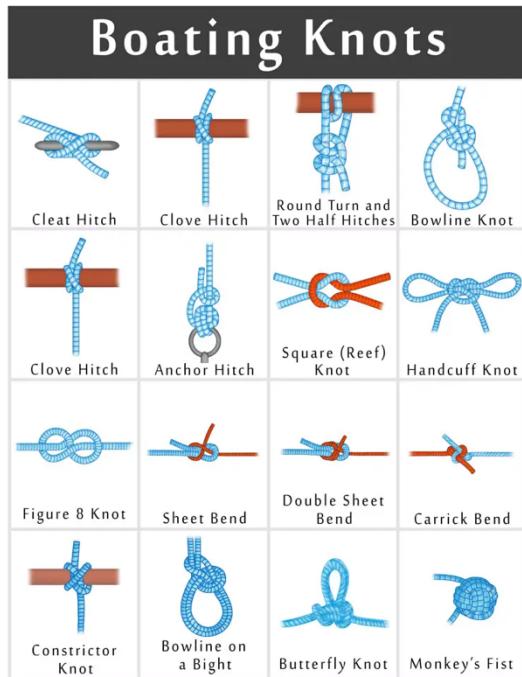 Boating Knots
Cleat Hitch
Clove Hitch
Round Turn and
Two Half Hitches
Bowline Knot
Clove Hitch
Anchor Hitch
Square (Reef)
Knot
Handcuff Knot
Figure 8 Knot
Sheet Bend
Double Sheet
Bend
Carrick Bend
Constrictor
Knot
Bowline on
a Bight
Butterfly Knot
Monkey's Fist